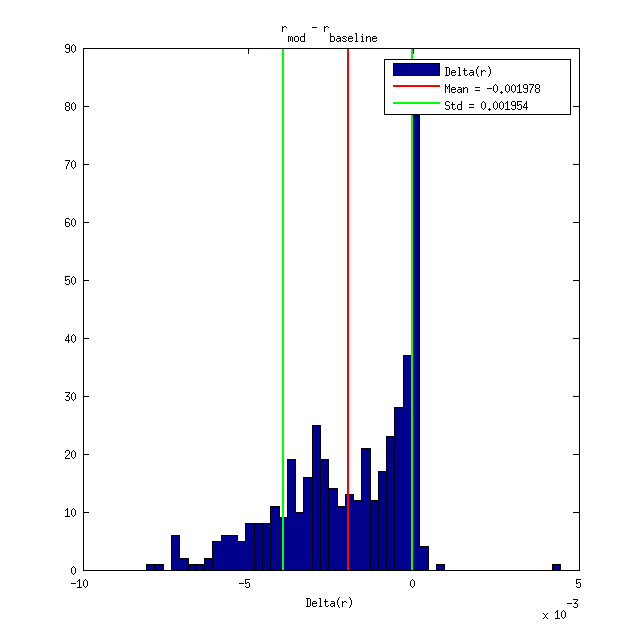 r_mod - r_baseline
Delta(r)
Mean = -0.001978
Std = 0.001954
90
80
70
60
50
40
30
20
10
0
-10 -5 0 5
Delta(r)
x 10^-3